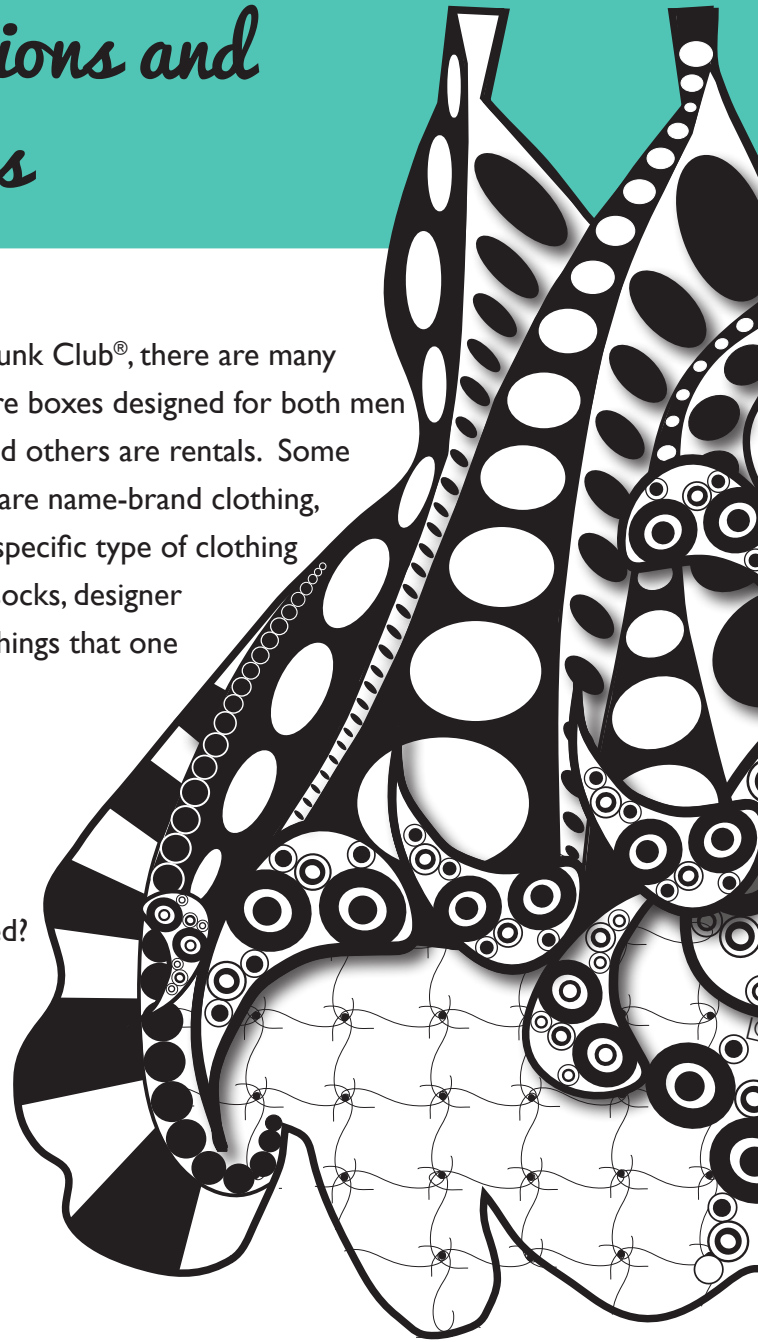 ions and
s
unk Club®, there are many
re boxes designed for both men
d others are rentals.  Some
are name-brand clothing,
specific type of clothing
ocks, designer
hings that one
ed?